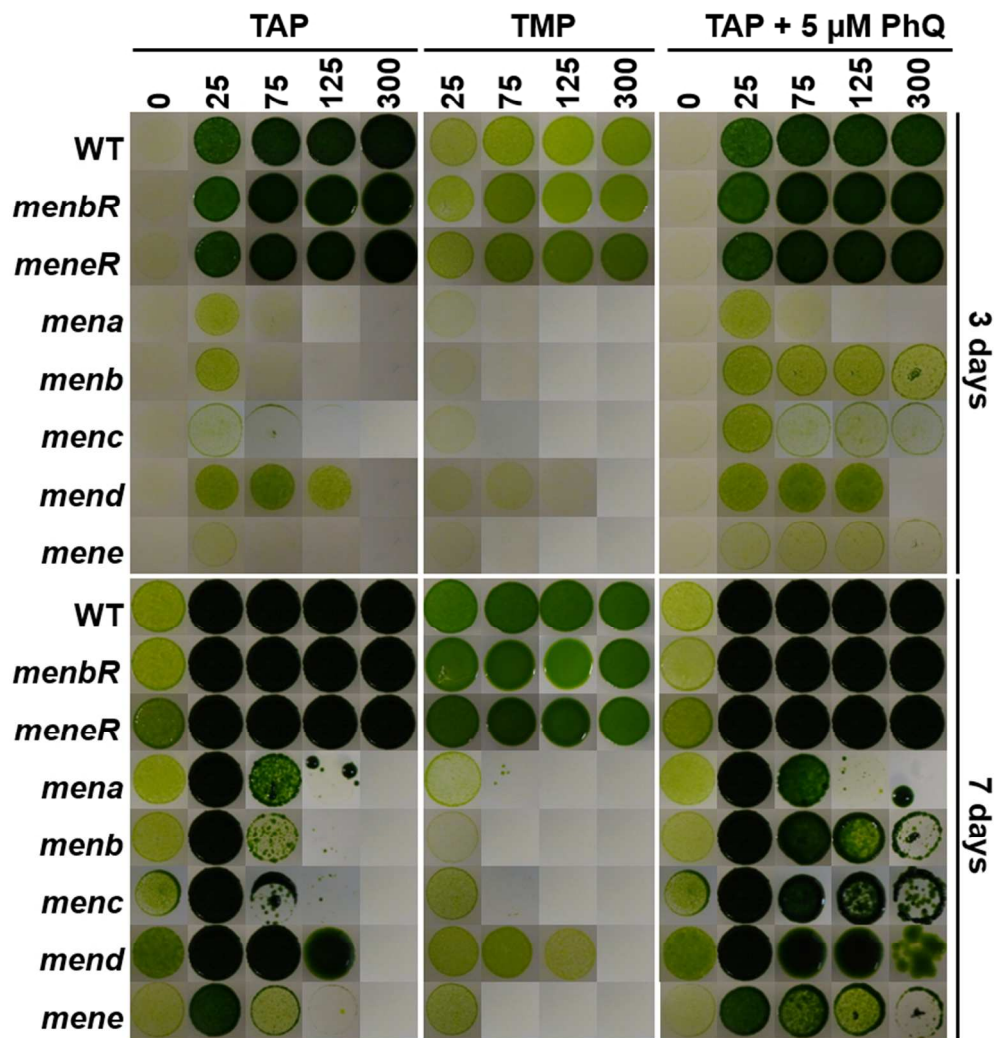 TAP TMP TAP + 5 µM PhQ
0 25 75 125 300 25 75 125 300 0 25 75 125 300
WT
menbR
meneR
mena
menb
menc
mend
mene
3 days
WT
menbR
meneR
mena
menb
menc
mend
mene
7 days